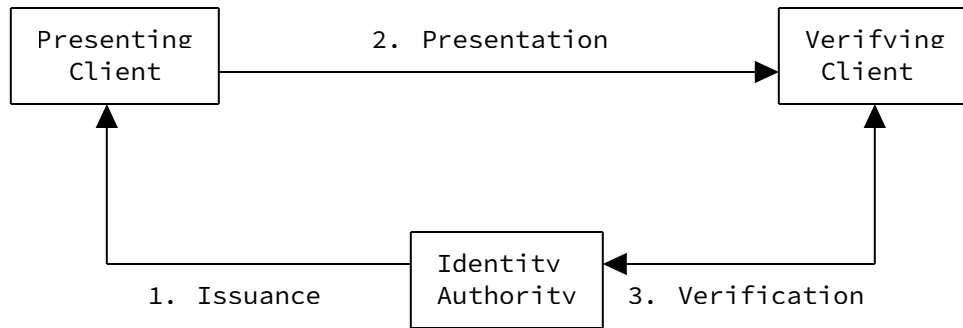 Presenting
Client
2. Presentation
Verifying
Client
Identity
Authority
1. Issuance
3. Verification